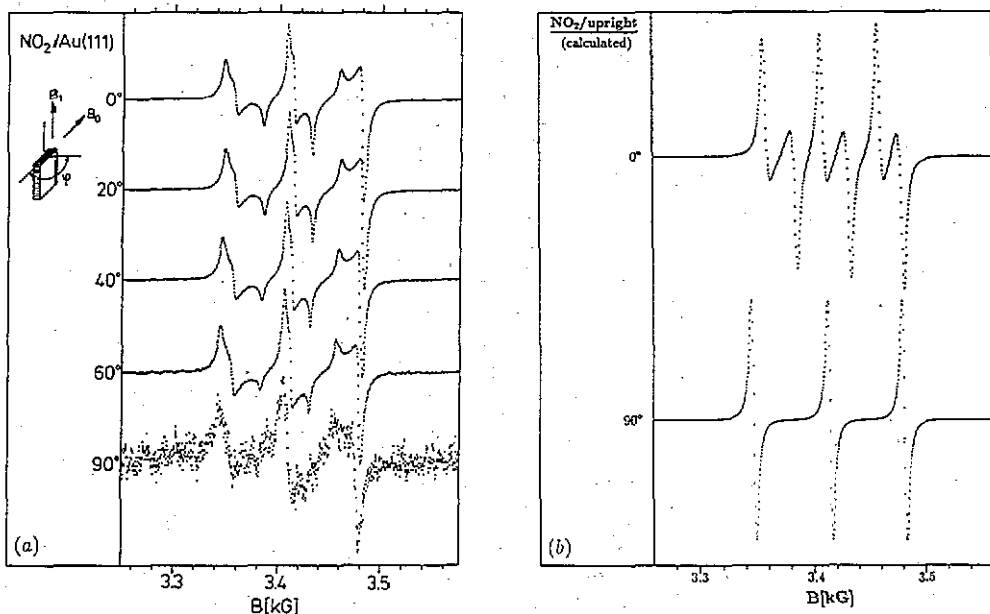 NO₂/Au(111)
B₁
B₀
φ
0°
20°
40°
60°
90°
(a)
3.3 3.4 3.5
B[kG]
NO₂/upright
(calculated)
0°
90°
(b)
3.3 3.4 3.5
B[kG]